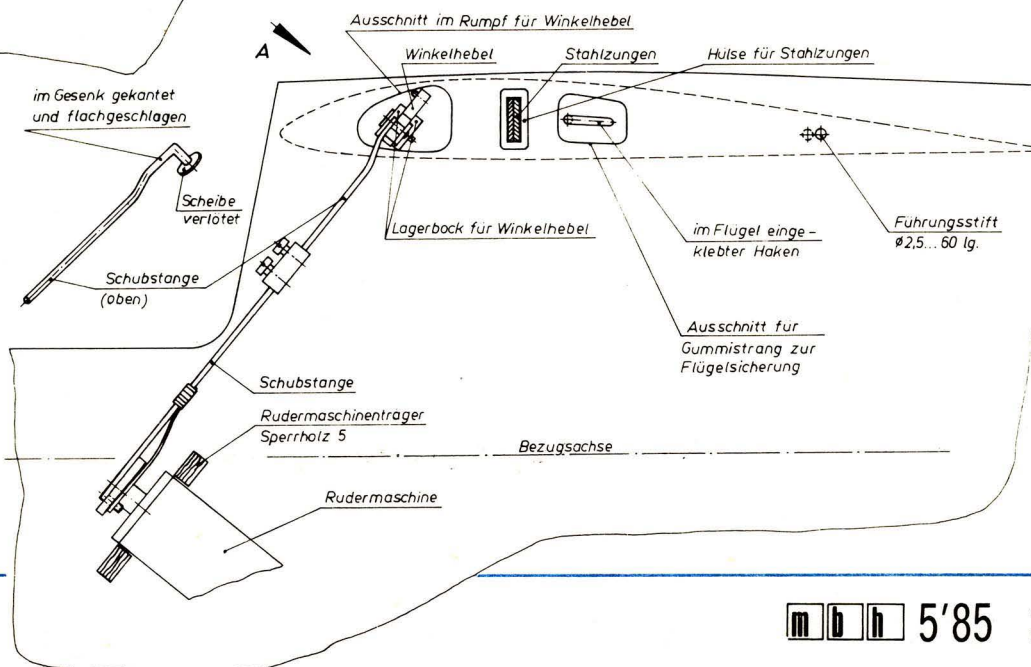 Ausschnitt im Rumpf für Winkelhebel
A
Winkelhebel
Stahlzungen
Hülse für Stahlzungen
im Gesenk gekantet
und flachgeschlagen
Scheibe
verlötet
Lagerbock für Winkelhebel
im Flügel einge-
klebter Haken
Führungsstift
ø2,5... 60 lg.
Schubstange
(oben)
Ausschnitt für
Gummistrang zur
Flügelsicherung
Schubstange
Rudermaschinenträger
Sperrholz 5
Bezugsachse
Rudermaschine
mbh 5'85